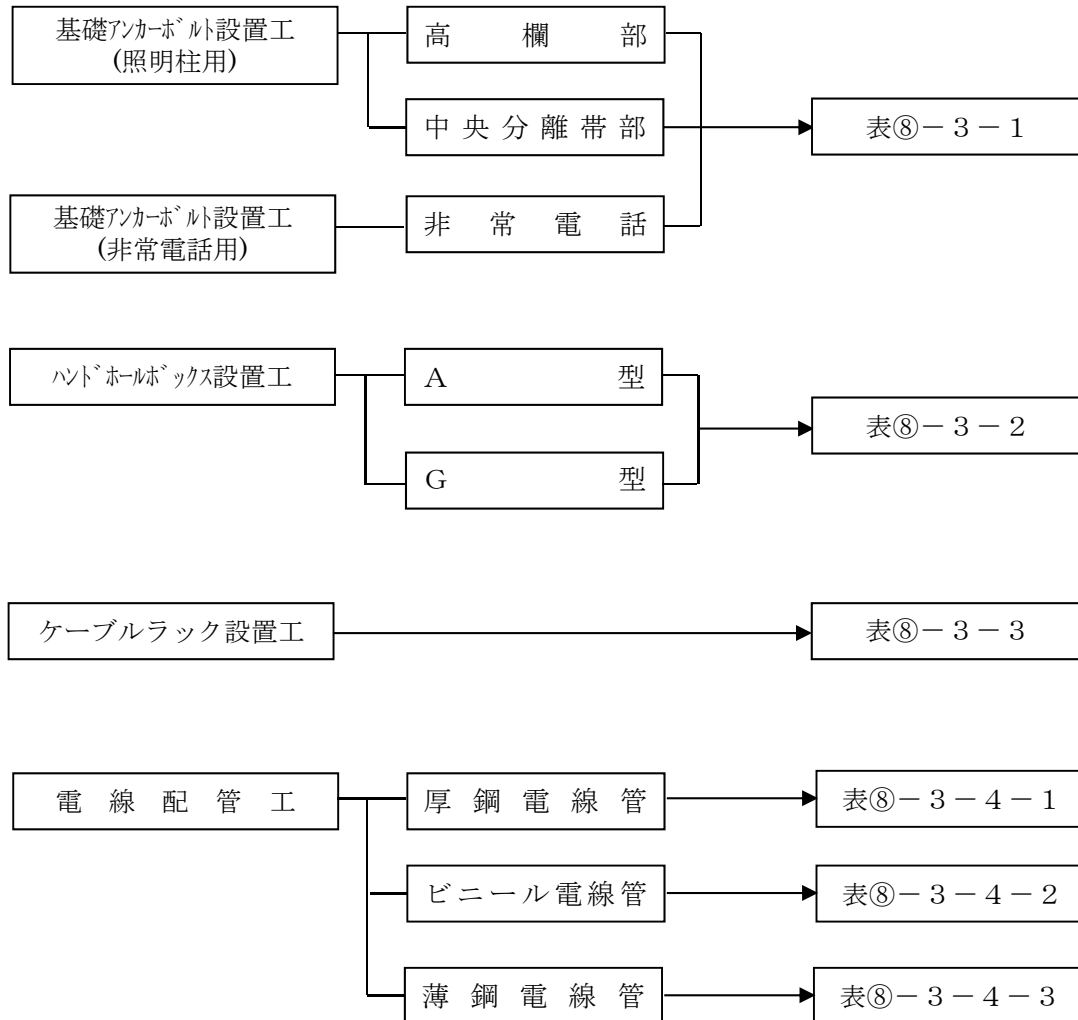 基礎ｱﾝｶｰﾎﾞﾙﾄ設置工
(照明柱用)
高欄部
中央分離帯部
表⑧－３－１
基礎ｱﾝｶｰﾎﾞﾙﾄ設置工
(非常電話用)
非常電話
ﾊﾝﾄﾞﾎｰﾙﾎﾞｯｸｽ設置工
Ａ型
表⑧－３－２
Ｇ型
ケーブルラック設置工
表⑧－３－３
電線配管工
厚鋼電線管
表⑧－３－４－１
ビニール電線管
表⑧－３－４－２
薄鋼電線管
表⑧－３－４－３